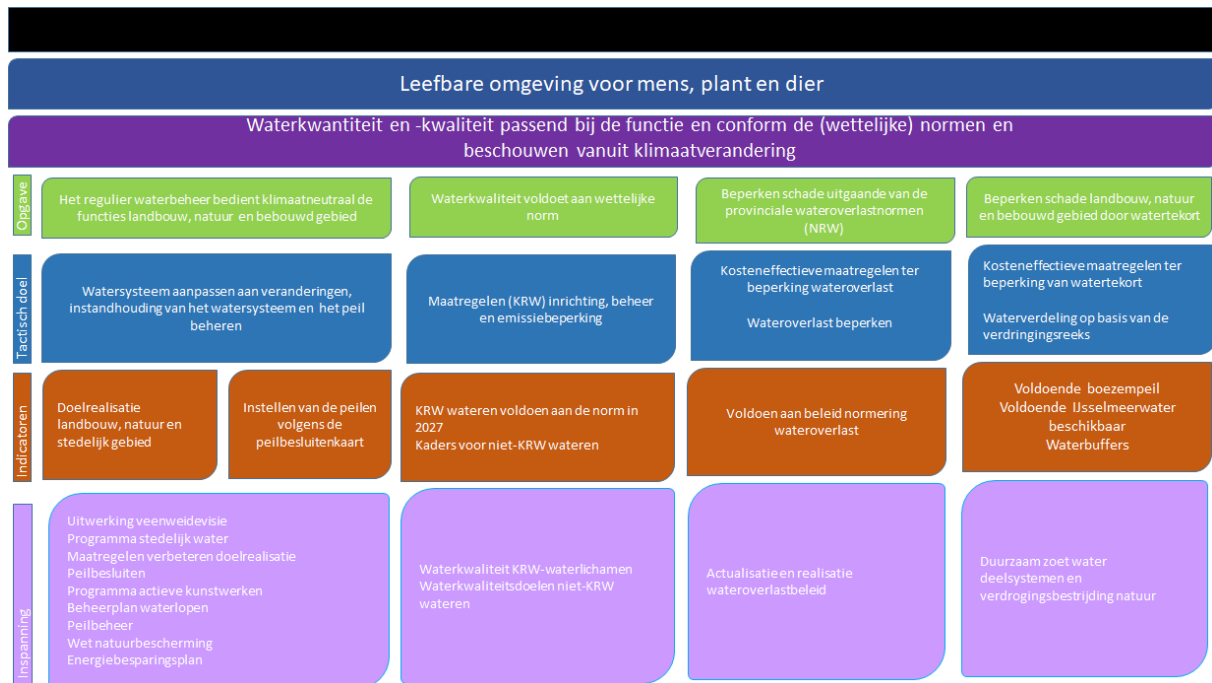 Leefbare omgeving voor mens, plant en dier
Waterkwantiteit en -kwaliteit passend bij de functie en conform de (wettelijke) normen en
beschouwen vanuit klimaatverandering
Opgave
Het regulier waterbeheer bedient klimaatneutraal de
functies landbouw, natuur en bebouwd gebied
Waterkwaliteit voldoet aan wettelijke
norm
Beperken schade uitgaande van de
provinciale wateroverlastnormen
(NRW)
Beperken schade landbouw, natuur
en bebouwd gebied door watertekort
Tactisch doel
Watersysteem aanpassen aan veranderingen,
instandhouding van het watersysteem en het peil
beheren
Maatregelen (KRW) inrichting, beheer
en emissiebeperking
Kosteneffectieve maatregelen ter
beperking wateroverlast
Wateroverlast beperken
Kosteneffectieve maatregelen ter
beperking van watertekort
Waterverdeling op basis van de
verdringingsreeks
Indicatoren
Doelrealisatie
landbouw, natuur en
stedelijk gebied
Instellen van de peilen
volgens de
peilbesluitenkaart
KRW wateren voldoen aan de norm in
2027
Kaders voor niet-KRW wateren
Voldoen aan beleid normering
wateroverlast
Voldoende boezempeil
Voldoende IJsselmeerwater
beschikbaar
Waterbuffers
Inspanning
Uitwerking veenweidevisie
Programma stedelijk water
Maatregelen verbeteren doelrealisatie
Peilbesluiten
Programma actieve kunstwerken
Beheerplan waterlopen
Peilbeheer
Wet natuurbescherming
Energiebesparingsplan
Waterkwaliteit KRW-waterlichamen
Waterkwaliteitsdoelen niet-KRW
wateren
Actualisatie en realisatie
wateroverlastbeleid
Duurzaam zoet water
deelsystemen en
verdrogingsbestrijding natuur